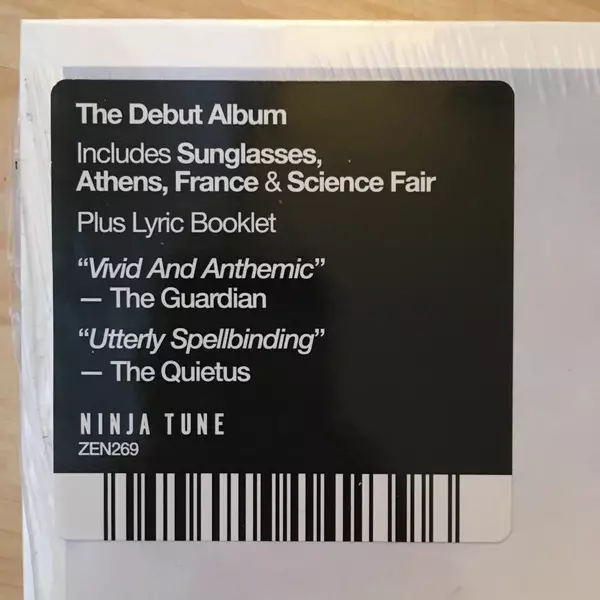 The Debut Album
Includes Sunglasses,
Athens, France & Science Fair
Plus Lyric Booklet
“Vivid And Anthemic”
— The Guardian
“Utterly Spellbinding”
— The Quietus
NINJA TUNE
ZEN269